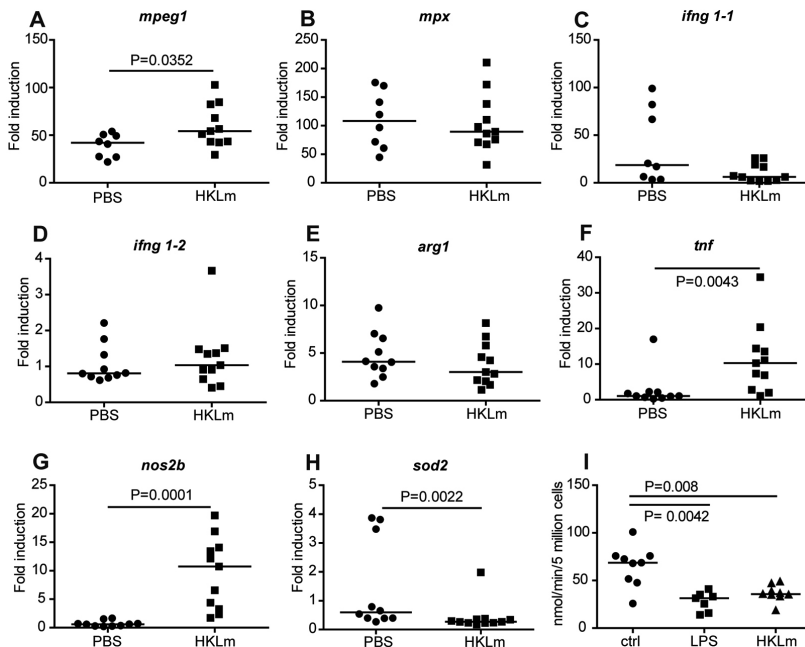 A mpeg1
P=0.0352
Fold induction
150
100
50
0
PBS HKLm
B mpx
Fold induction
250
200
150
100
50
0
PBS HKLm
C ifng 1-1
Fold induction
150
100
50
0
PBS HKLm
D ifng 1-2
Fold induction
4
3
2
1
0
PBS HKLm
E arg1
Fold induction
15
10
5
0
PBS HKLm
F tnf
P=0.0043
Fold induction
40
30
20
10
0
PBS HKLm
G nos2b
P=0.0001
Fold induction
25
20
15
10
5
0
PBS HKLm
H sod2
P=0.0022
Fold induction
5
4
3
2
1
0
PBS HKLm
I
P=0.008
P= 0.0042
nmol/min/5 million cells
150
100
50
0
ctrl LPS HKLm